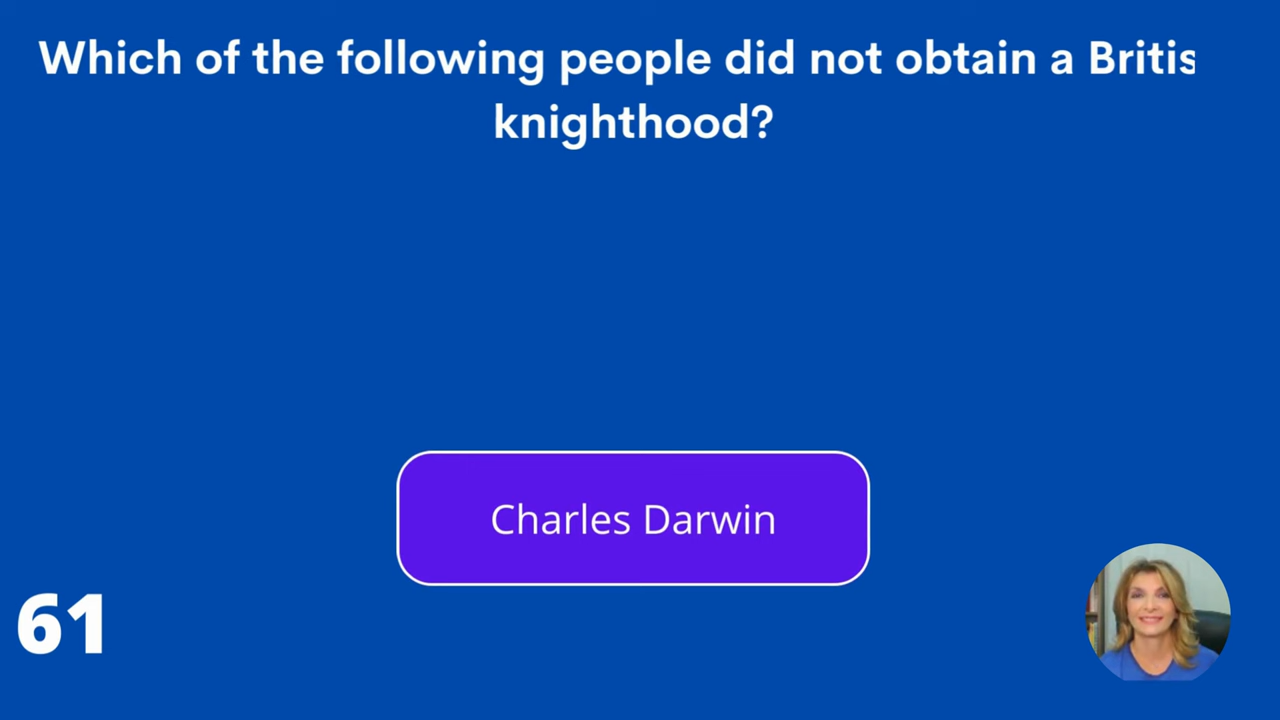 Which of the following people did not obtain a Britis
knighthood?
Charles Darwin
61